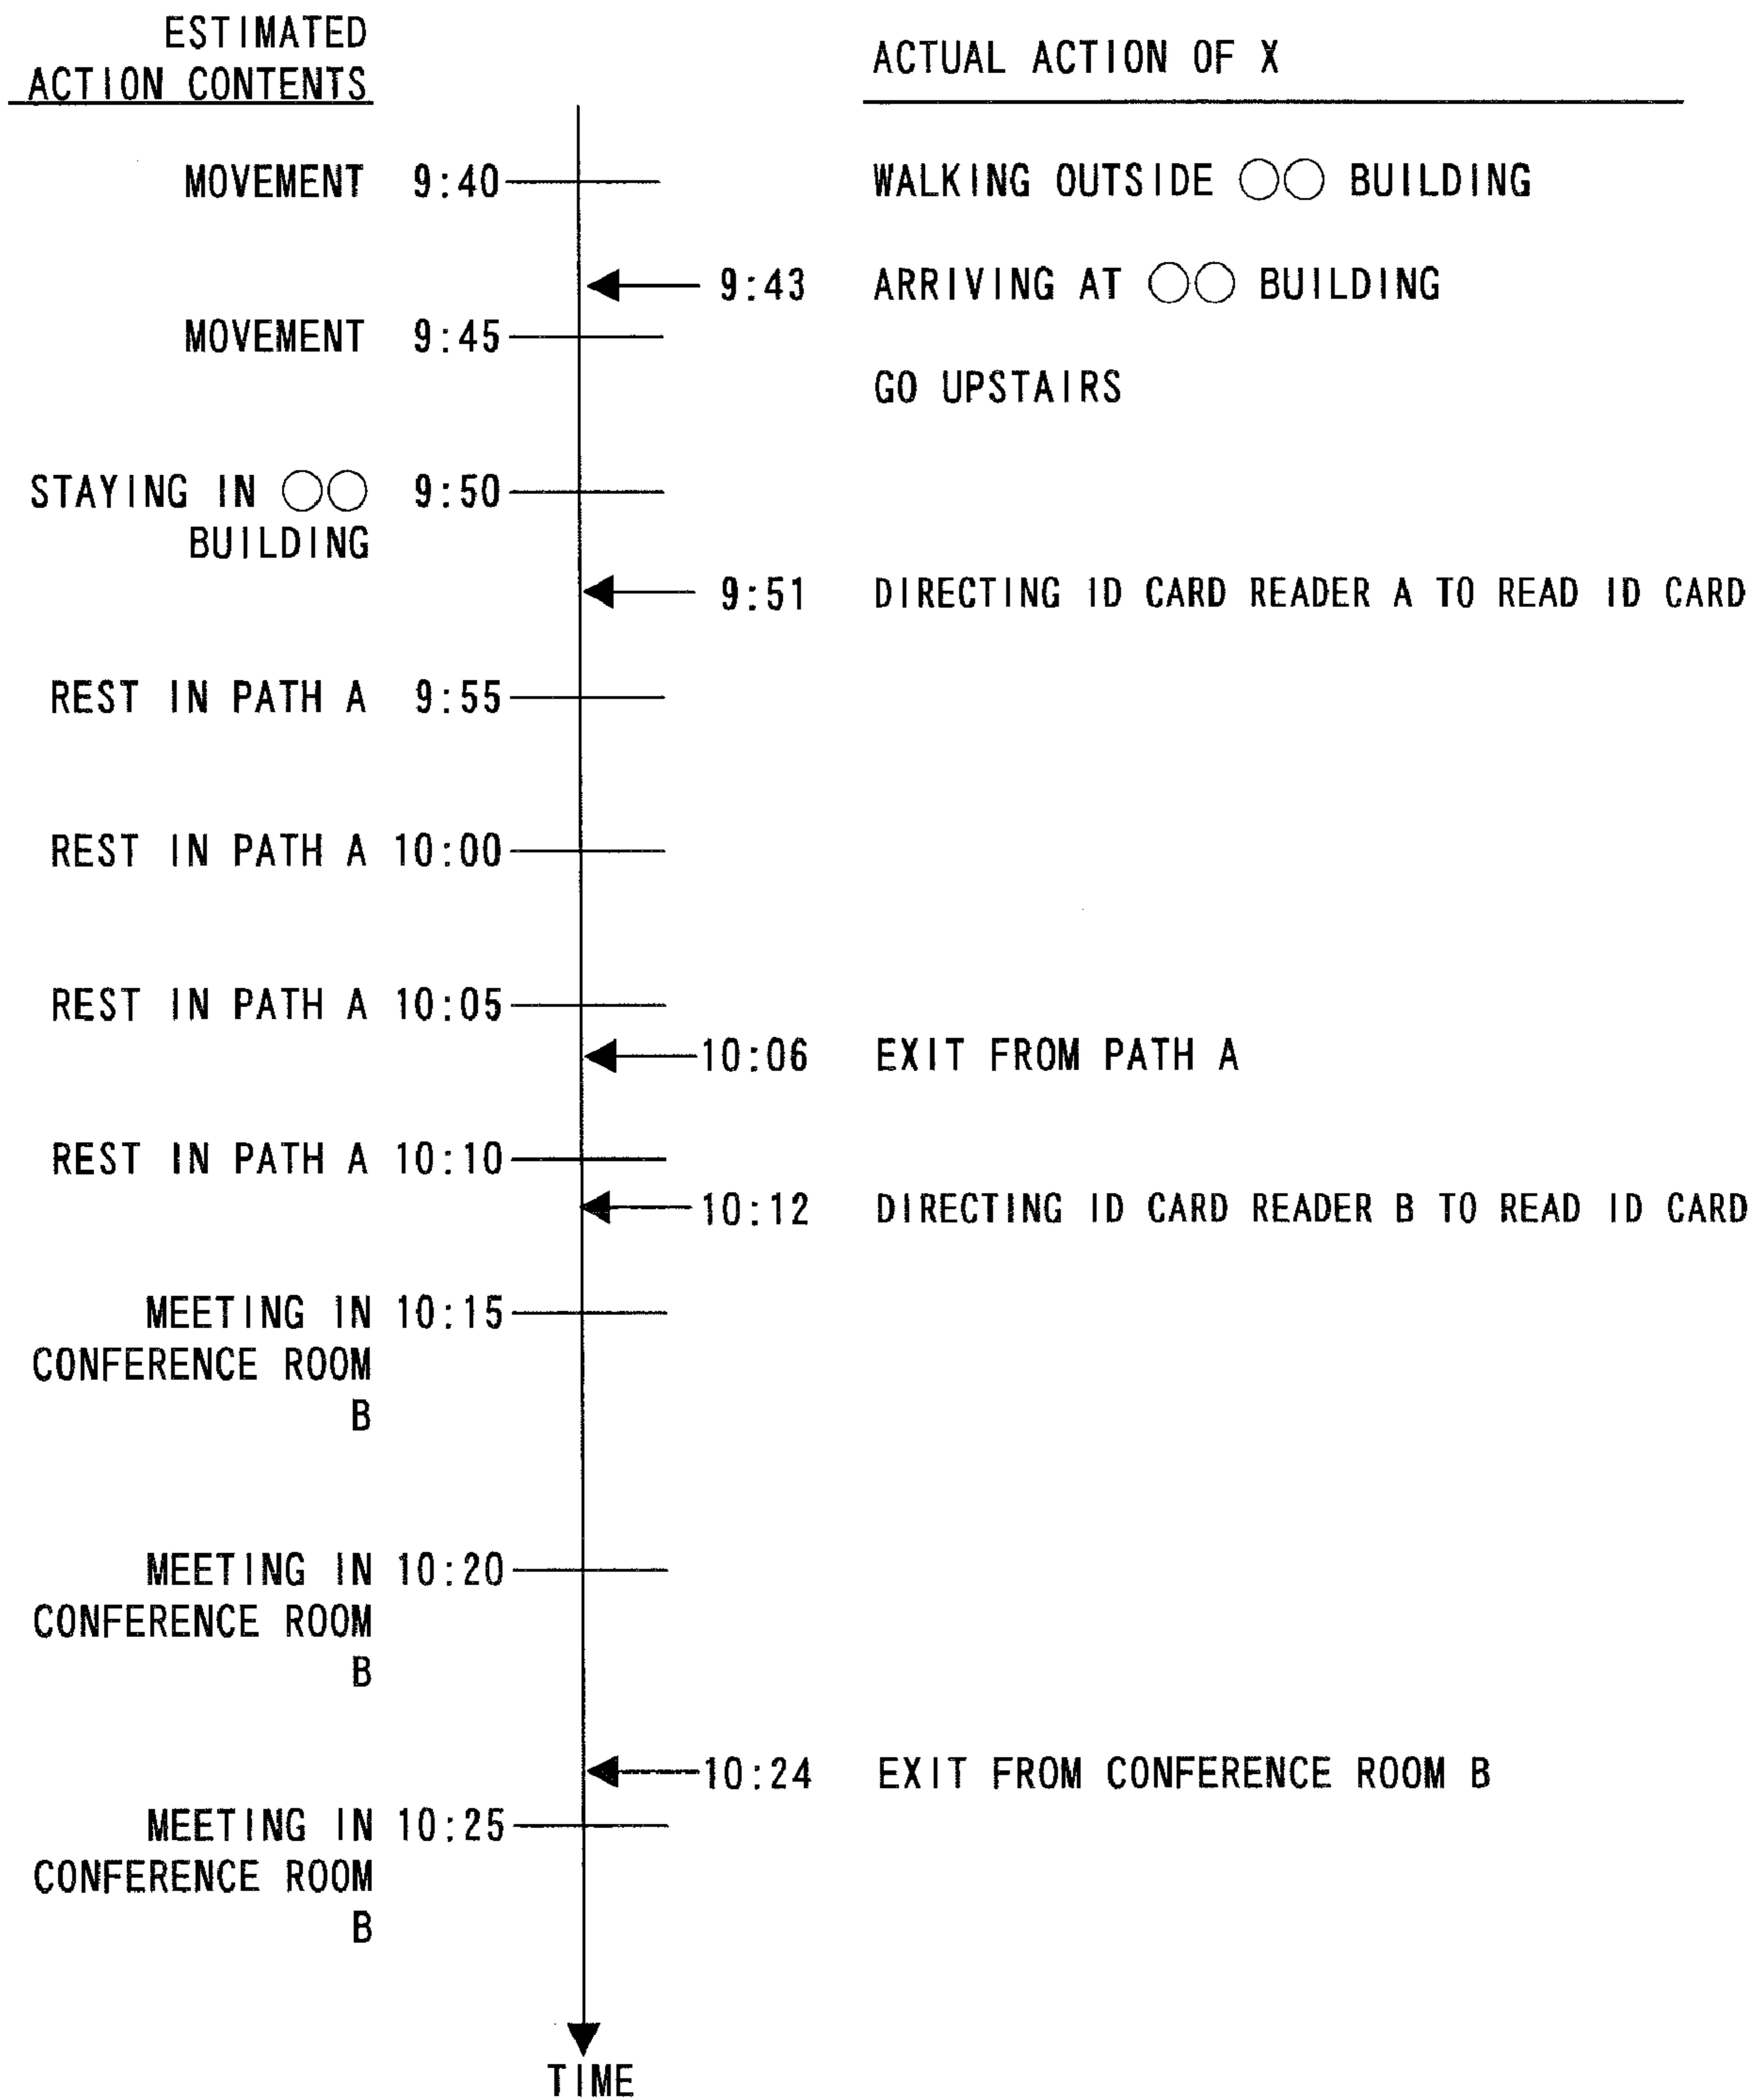 ESTIMATED
ACTION CONTENTS
ACTUAL ACTION OF X
MOVEMENT 9:40
WALKING OUTSIDE ○○ BUILDING
9:43 ARRIVING AT ○○ BUILDING
MOVEMENT 9:45
GO UPSTAIRS
STAYING IN ○○ 9:50
BUILDING
9:51 DIRECTING ID CARD READER A TO READ ID CARD
REST IN PATH A 9:55
REST IN PATH A 10:00
REST IN PATH A 10:05
10:06 EXIT FROM PATH A
REST IN PATH A 10:10
10:12 DIRECTING ID CARD READER B TO READ ID CARD
MEETING IN 10:15
CONFERENCE ROOM
B
MEETING IN 10:20
CONFERENCE ROOM
B
10:24 EXIT FROM CONFERENCE ROOM B
MEETING IN 10:25
CONFERENCE ROOM
B
TIME